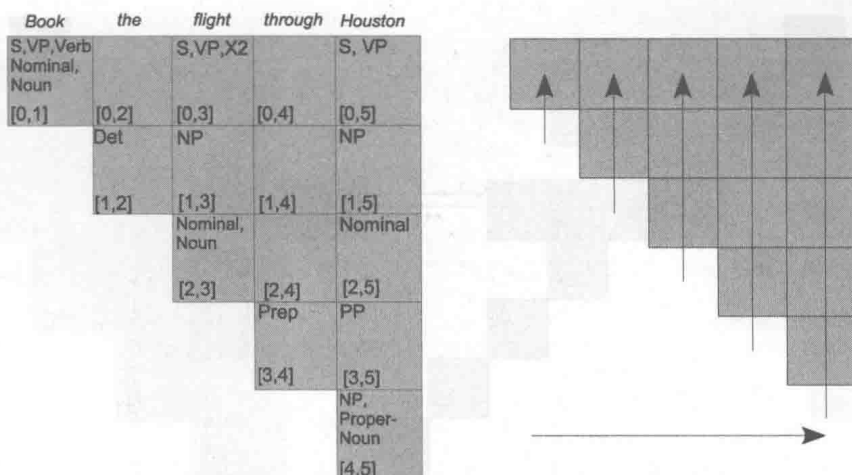 Book the flight through Houston
S,VP,Verb S,VP,X2 S, VP
Nominal,
Noun
[0,1] [0,2] [0,3] [0,4] [0,5]
Det NP NP
[1,2] [1,3] [1,4] [1,5]
Nominal, Nominal
Noun
[2,3] [2,4] [2,5]
Prep PP
[3,4] [3,5]
NP,
Proper-
Noun
[4,5]